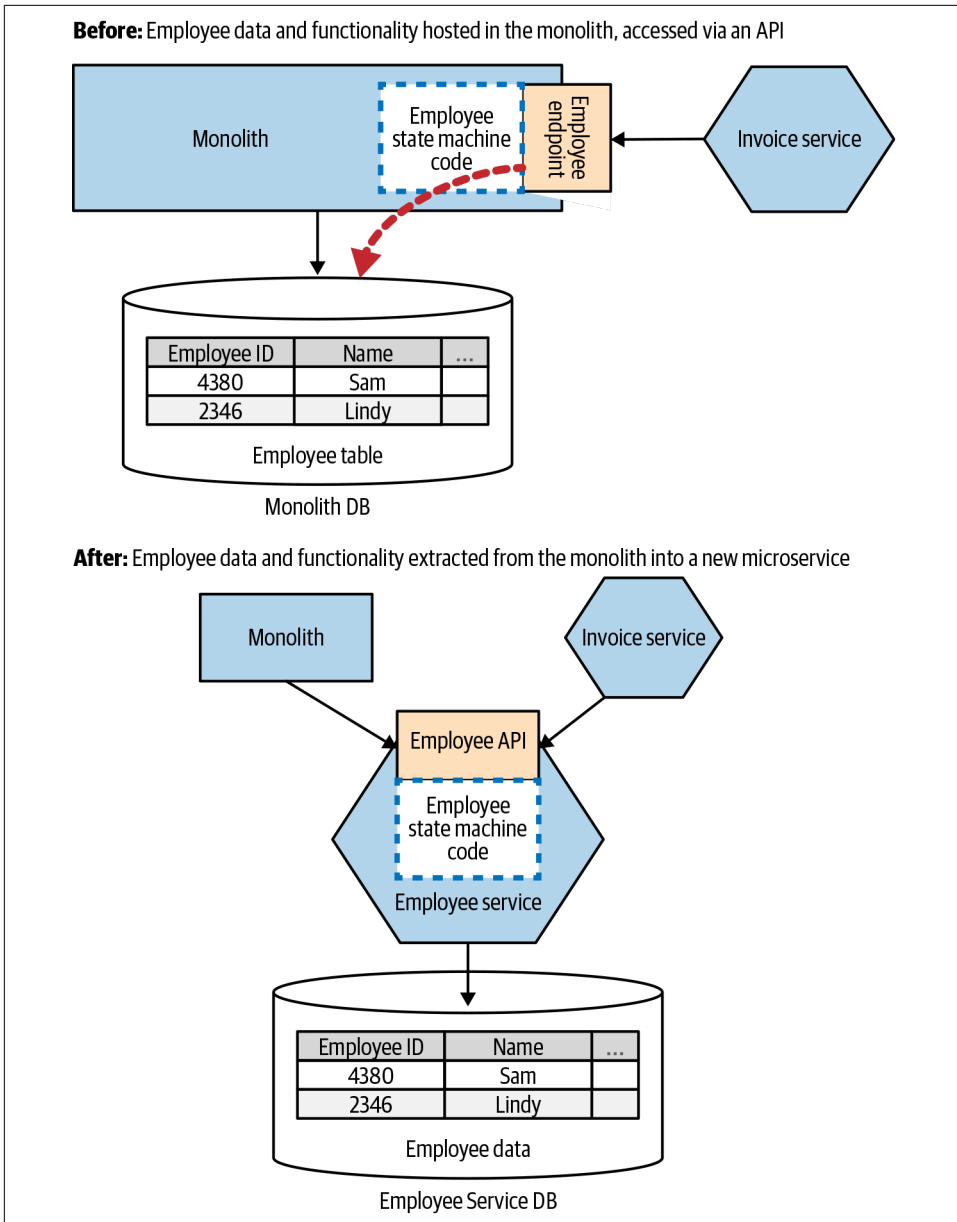 Before: Employee data and functionality hosted in the monolith, accessed via an API
Monolith
Employee
state machine
code
Employee
endpoint
Invoice service
Employee ID Name ...
4380 Sam
2346 Lindy
Employee table
Monolith DB
After: Employee data and functionality extracted from the monolith into a new microservice
Monolith
Invoice service
Employee API
Employee
state machine
code
Employee service
Employee ID Name ...
4380 Sam
2346 Lindy
Employee data
Employee Service DB